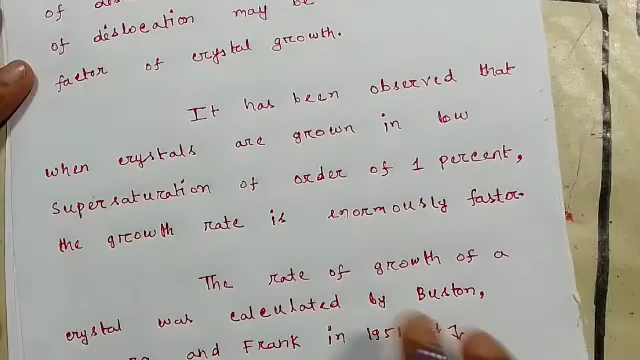 of
of dislocation may be
factor of crystal growth.
It has been observed that
when crystals are grown in low
supersaturation of order of 1 percent,
the growth rate is enormously faster.
The rate of growth of a
crystal was calculated by Buston,
and Frank in 1951